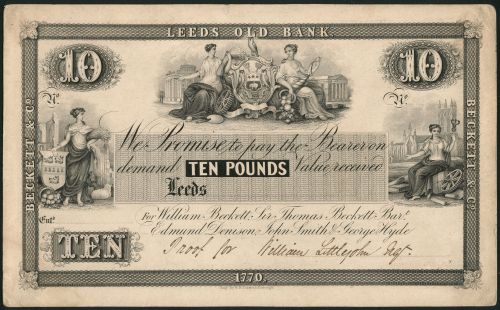 LEEDS OLD BANK
10
10
No.
No.
BECKETT & Co.
BECKETT & Co.
We Promise to pay the Bearer on
demand TEN POUNDS Value received
Leeds
For William Beckett, Sir Thomas Beckett Bart.
Edmund Denison, John Smith & George Hyde
Entd.
TEN
Proof for William Littlejohn Esqr.
1770.